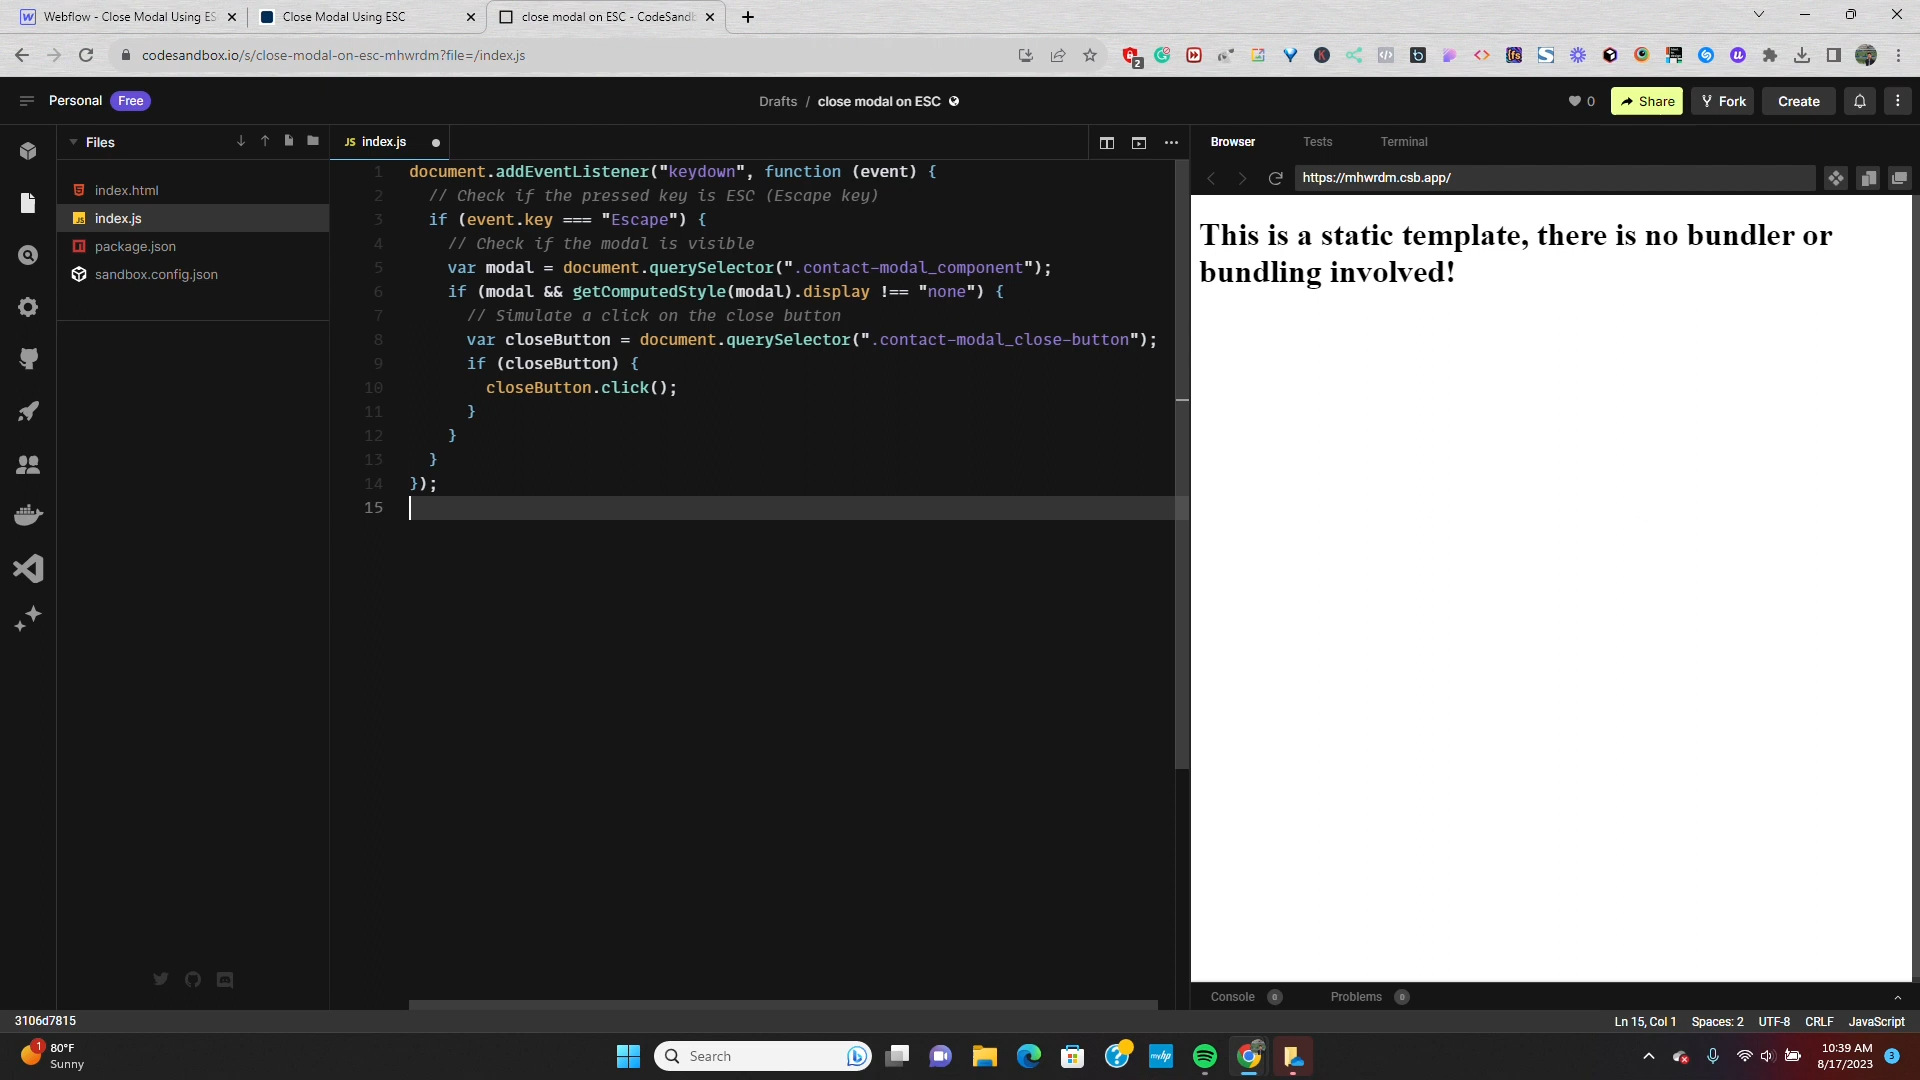 Webflow - Close Modal Using ES
Close Modal Using ESC
close modal on ESC - CodeSand
codesandbox.io/s/close-modal-on-esc-mhwrdm?file=/index.js
2
Personal Free
Drafts / close modal on ESC
0
Share
Fork
Create
Files
index.html
index.js
package.json
sandbox.config.json
JS index.js
1 document.addEventListener("keydown", function (event) {
2 // Check if the pressed key is ESC (Escape key)
3 if (event.key === "Escape") {
4 // Check if the modal is visible
5 var modal = document.querySelector(".contact-modal_component");
6 if (modal && getComputedStyle(modal).display !== "none") {
7 // Simulate a click on the close button
8 var closeButton = document.querySelector(".contact-modal_close-button");
9 if (closeButton) {
10 closeButton.click();
11 }
12 }
13 }
14 });
15
Browser
Tests
Terminal
https://mhwrdm.csb.app/
This is a static template, there is no bundler or
bundling involved!
Console 0
Problems 0
3106d7815
Ln 15, Col 1
Spaces: 2
UTF-8
CRLF
JavaScript
1
80°F
Sunny
Search
myhp
10:39 AM
8/17/2023
3